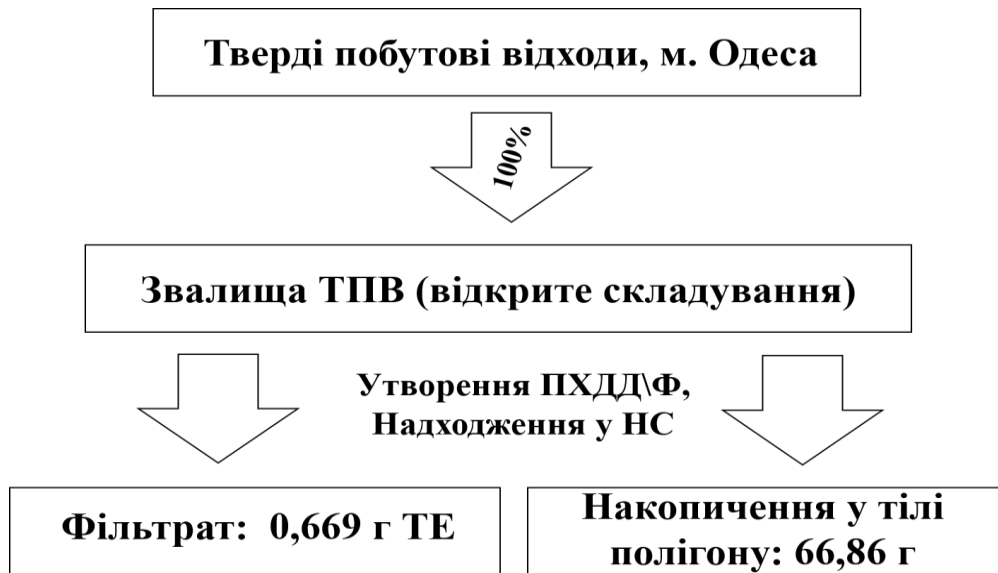 Тверді побутові відходи, м. Одеса
100%
Звалища ТПВ (відкрите складування)
Утворення ПХДД\Ф,
Надходження у НС
Фільтрат:  0,669 г ТЕ
Накопичення у тілі
полігону: 66,86 г